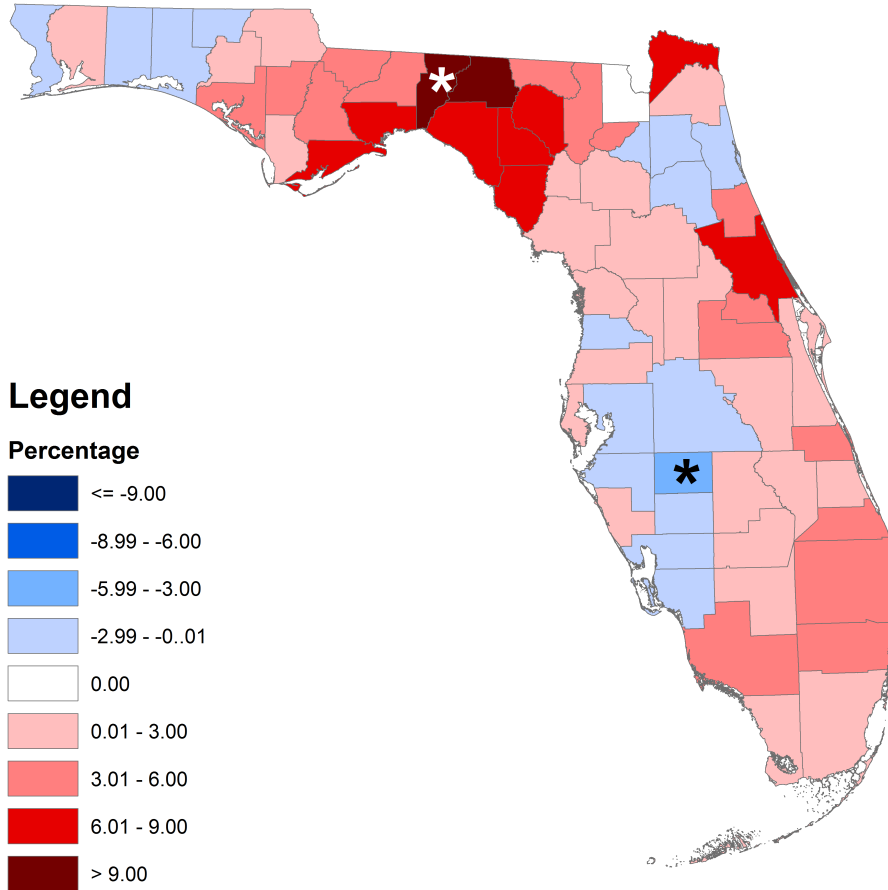 *
*
Legend
Percentage
<= -9.00
-8.99 - -6.00
-5.99 - -3.00
-2.99 - -0..01
0.00
0.01 - 3.00
3.01 - 6.00
6.01 - 9.00
> 9.00